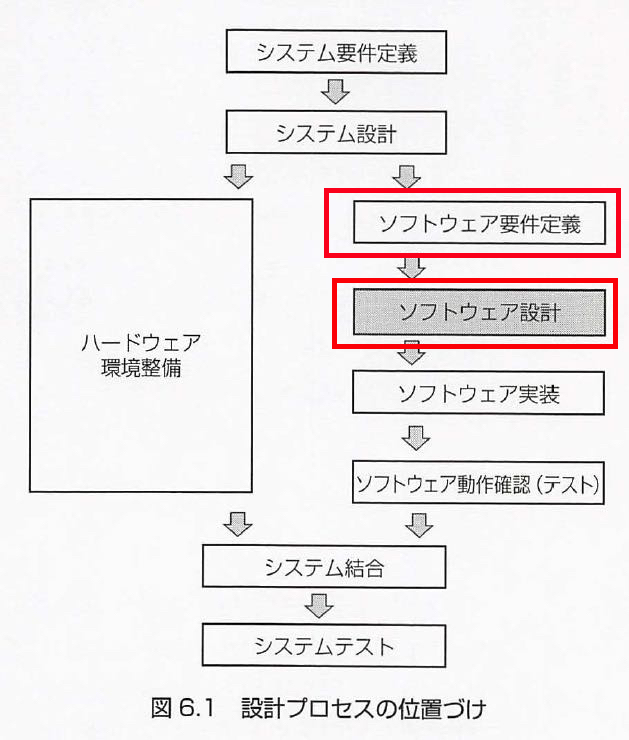 システム要件定義
システム設計
ソフトウェア要件定義
ソフトウェア設計
ハードウェア
環境整備
ソフトウェア実装
ソフトウェア動作確認(テスト)
システム結合
システムテスト
図 6.1 設計プロセスの位置づけ